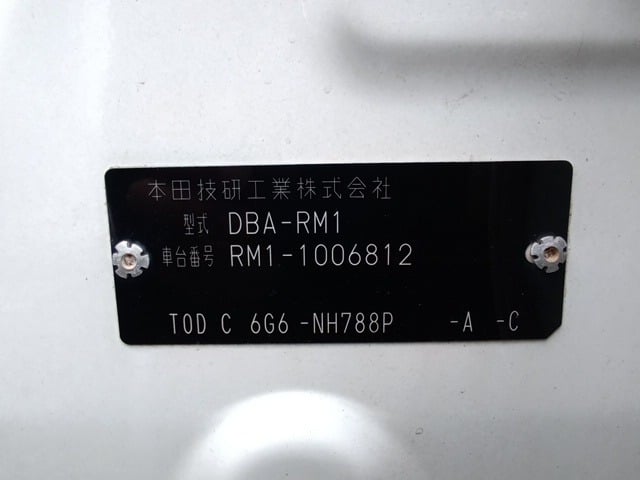 本田技研工業株式会社
型式 DBA-RM1
車台番号 RM1-1006812
TOD C 6G6 -NH788P -A -C